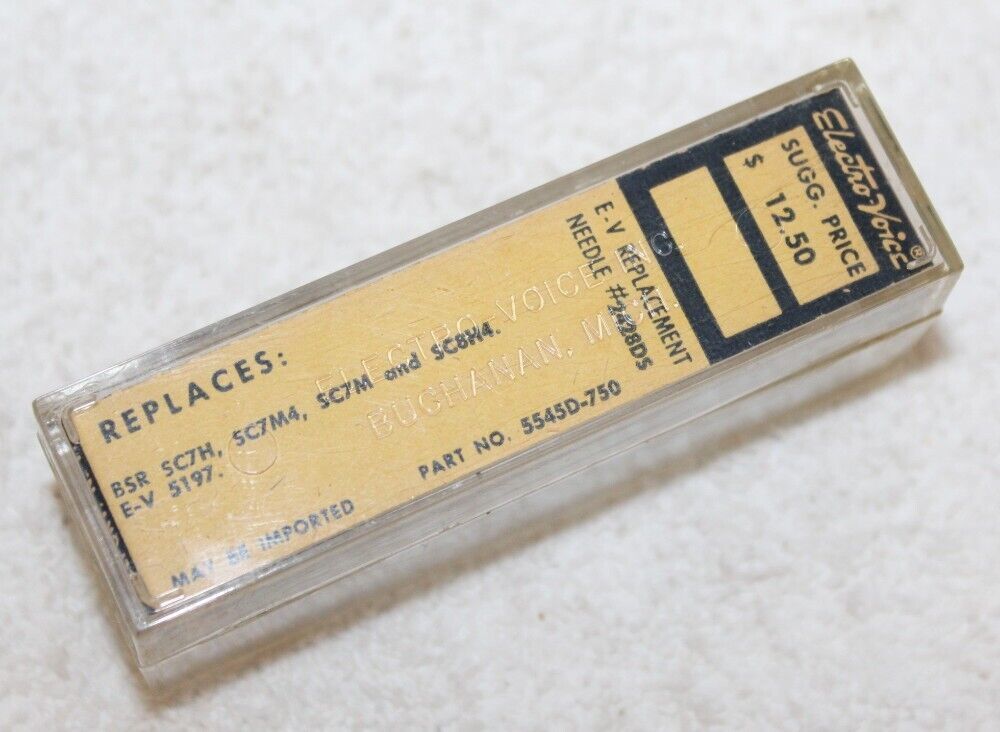 Electro-Voice®
SUGG. PRICE
$ 12.50
E-V REPLACEMENT
NEEDLE #2628DS
ELECTRO-VOICE INC.
BUCHANAN, MICH.
REPLACES:
BSR SC7H, SC7M4, SC7M and SC8H4.
E-V 5197.
PART NO. 5545D-750
MAY BE IMPORTED